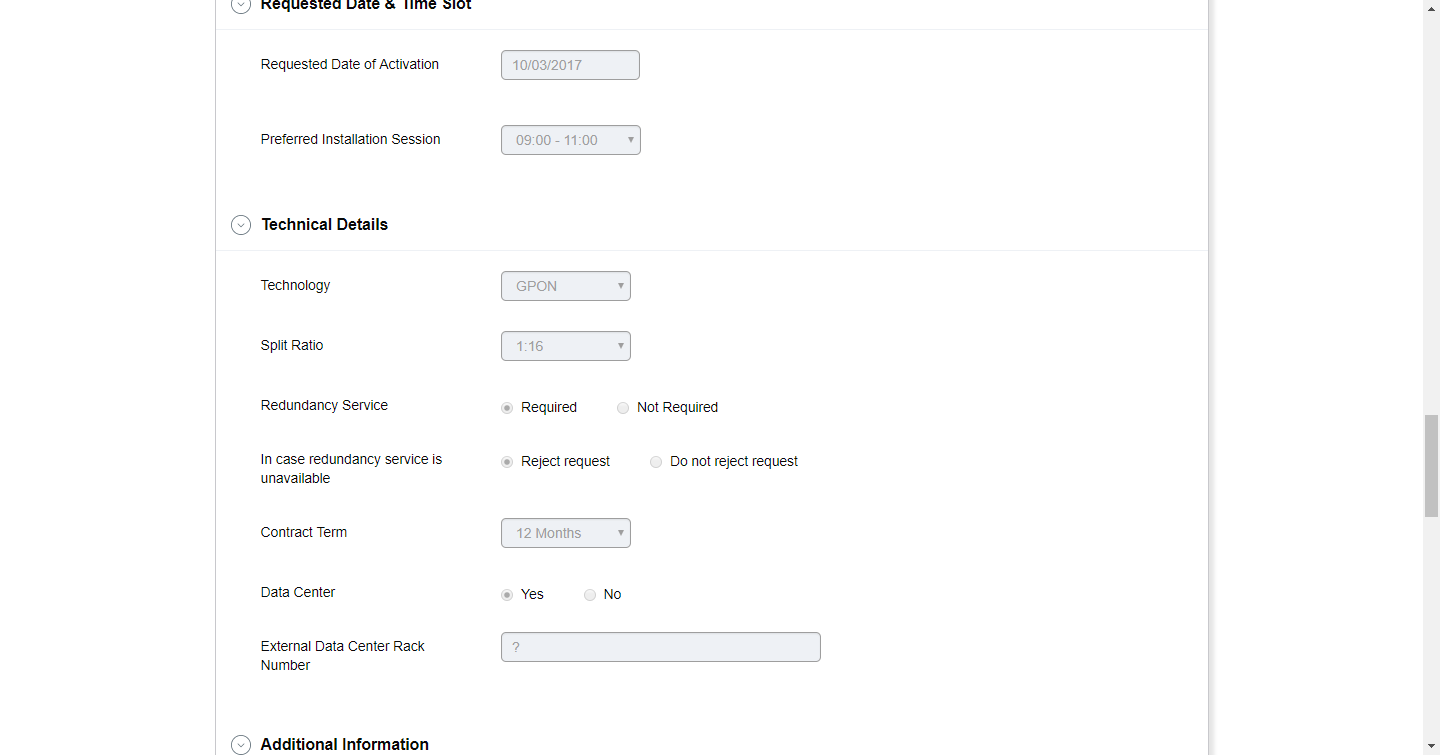 Requested Date & Time Slot
Requested Date of Activation
10/03/2017
Preferred Installation Session
09:00 - 11:00
Technical Details
Technology
GPON
Split Ratio
1:16
Redundancy Service
Required
Not Required
In case redundancy service is
unavailable
Reject request
Do not reject request
Contract Term
12 Months
Data Center
Yes
No
External Data Center Rack
Number
?
Additional Information